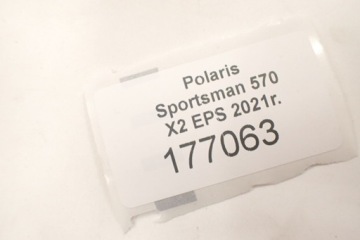 Polaris
Sportsman 570
X2 EPS 2021r.
177063